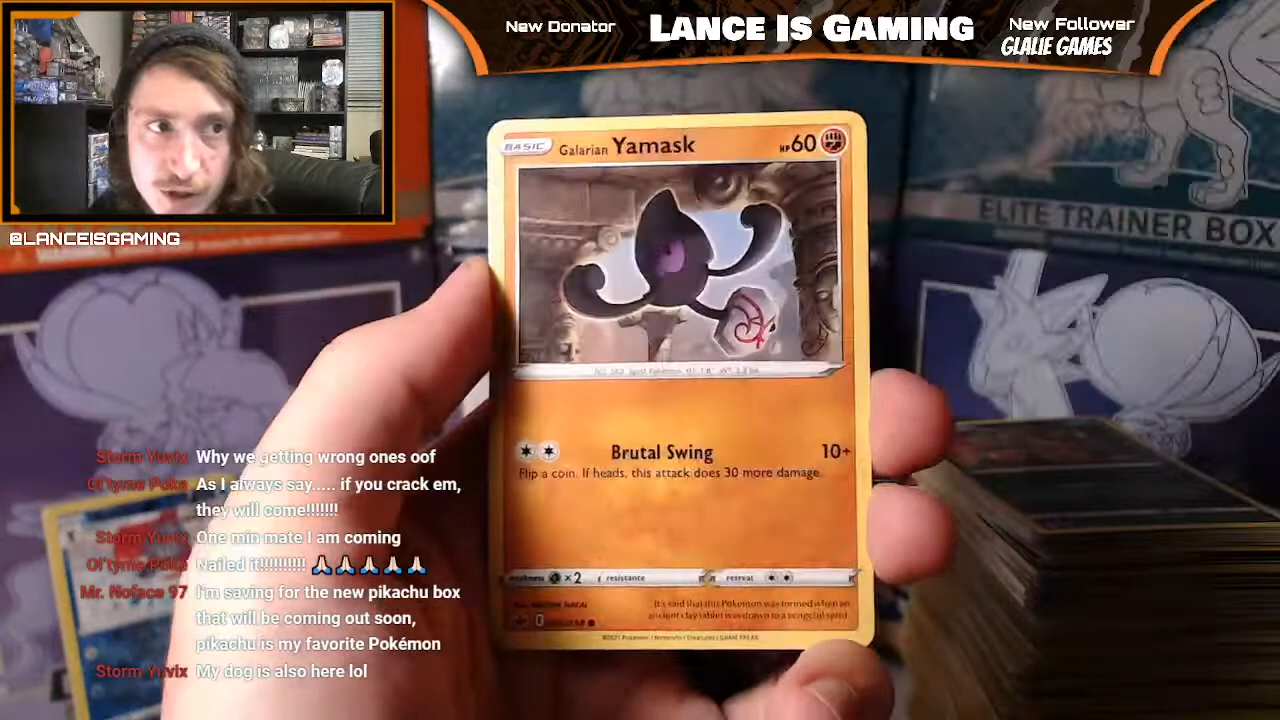 New Donator
LANCE IS GAMING
New Follower
GLALIE GAMES
@LANCEISGAMING
ELITE TRAINER BOX
BASIC Galarian Yamask HP 60
Brutal Swing 10+
Flip a coin. If heads, this attack does 30 more damage.
weakness ×2 resistance retreat
It's said that this Pokémon was formed when an
ancient clay tablet was drawn to a vengeful spirit.
Storm Yuvix Why we getting wrong ones oof
Ol'tyme Poke As I always say..... if you crack em,
they will come!!!!!!!
Storm Yuvix One min mate I am coming
Ol'tyme Poke Nailed it!!!!!!!!!! 🙏🏻🙏🏻🙏🏻🙏🏻🙏🏻
Mr. Noface 97 I'm saving for the new pikachu box
that will be coming out soon,
pikachu is my favorite Pokémon
Storm Yuvix My dog is also here lol